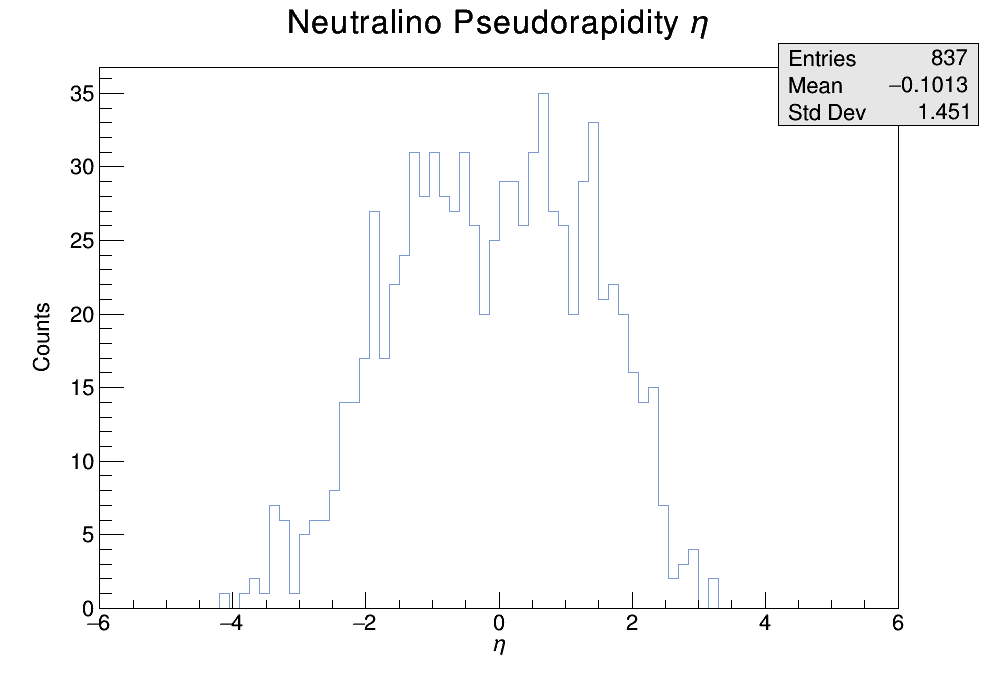 Neutralino Pseudorapidity η
Entries 837
Mean −0.1013
Std Dev 1.451
35
30
25
20
15
10
5
0
Counts
−6 −4 −2 0 2 4 6
η